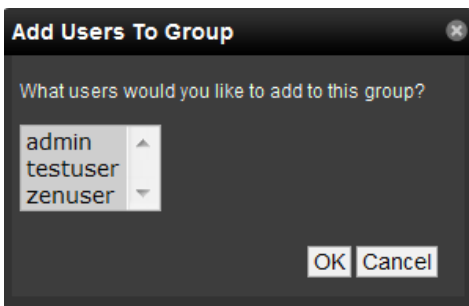 Add Users To Group
What users would you like to add to this group?
admin
testuser
zenuser
OK Cancel